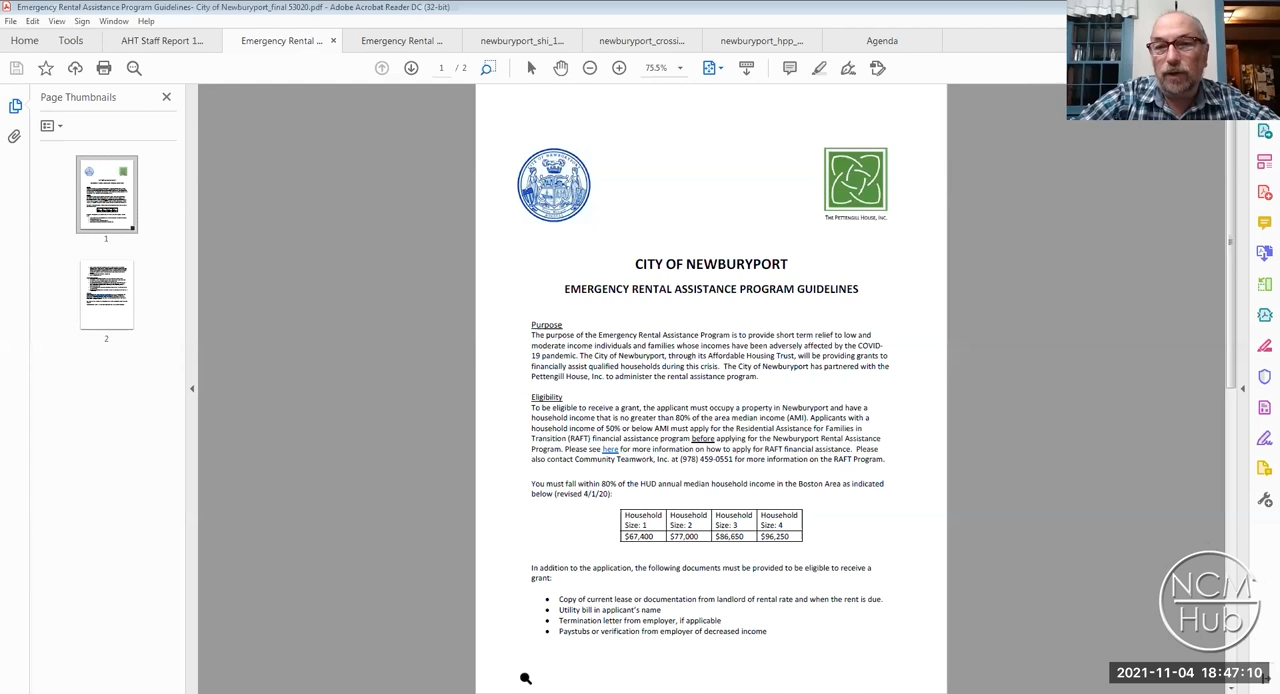 Emergency Rental Assistance Program Guidelines- City of Newburyport_final 53020.pdf - Adobe Acrobat Reader DC (32-bit)
File Edit View Sign Window Help
Home Tools AHT Staff Report 1... Emergency Rental ... × Emergency Rental ... newburyport_shi_1... newburyport_crossi... newburyport_hpp_... Agenda
1 / 2 75.5%
Page Thumbnails
1
2
THE PETTENGILL HOUSE, INC.
CITY OF NEWBURYPORT
EMERGENCY RENTAL ASSISTANCE PROGRAM GUIDELINES
Purpose
The purpose of the Emergency Rental Assistance Program is to provide short term relief to low and
moderate income individuals and families whose incomes have been adversely affected by the COVID-
19 pandemic. The City of Newburyport, through its Affordable Housing Trust, will be providing grants to
financially assist qualified households during this crisis. The City of Newburyport has partnered with the
Pettengill House, Inc. to administer the rental assistance program.
Eligibility
To be eligible to receive a grant, the applicant must occupy a property in Newburyport and have a
household income that is no greater than 80% of the area median income (AMI). Applicants with a
household income of 50% or below AMI must apply for the Residential Assistance for Families in
Transition (RAFT) financial assistance program before applying for the Newburyport Rental Assistance
Program. Please see here for more information on how to apply for RAFT financial assistance. Please
also contact Community Teamwork, Inc. at (978) 459-0551 for more information on the RAFT Program.
You must fall within 80% of the HUD annual median household income in the Boston Area as indicated
below (revised 4/1/20):
Household Household Household Household
Size: 1 Size: 2 Size: 3 Size: 4
$67,400 $77,000 $86,650 $96,250
In addition to the application, the following documents must be provided to be eligible to receive a
grant:
• Copy of current lease or documentation from landlord of rental rate and when the rent is due.
• Utility bill in applicant's name
• Termination letter from employer, if applicable
• Paystubs or verification from employer of decreased income
NCM
Hub
2021-11-04 18:47:10